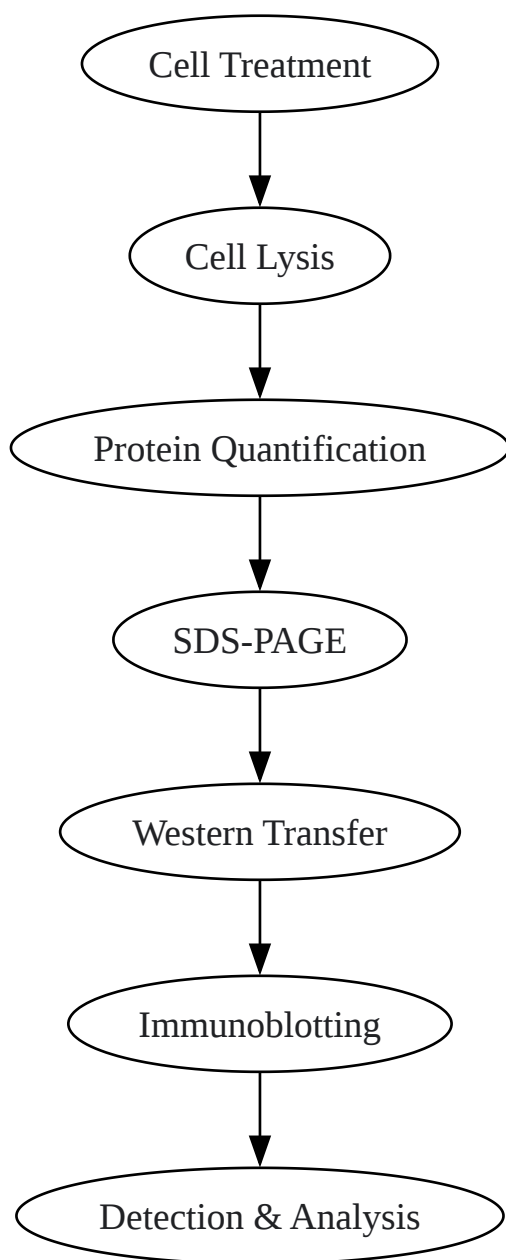 Cell Treatment
Cell Lysis
Protein Quantification
SDS-PAGE
Western Transfer
Immunoblotting
Detection & Analysis